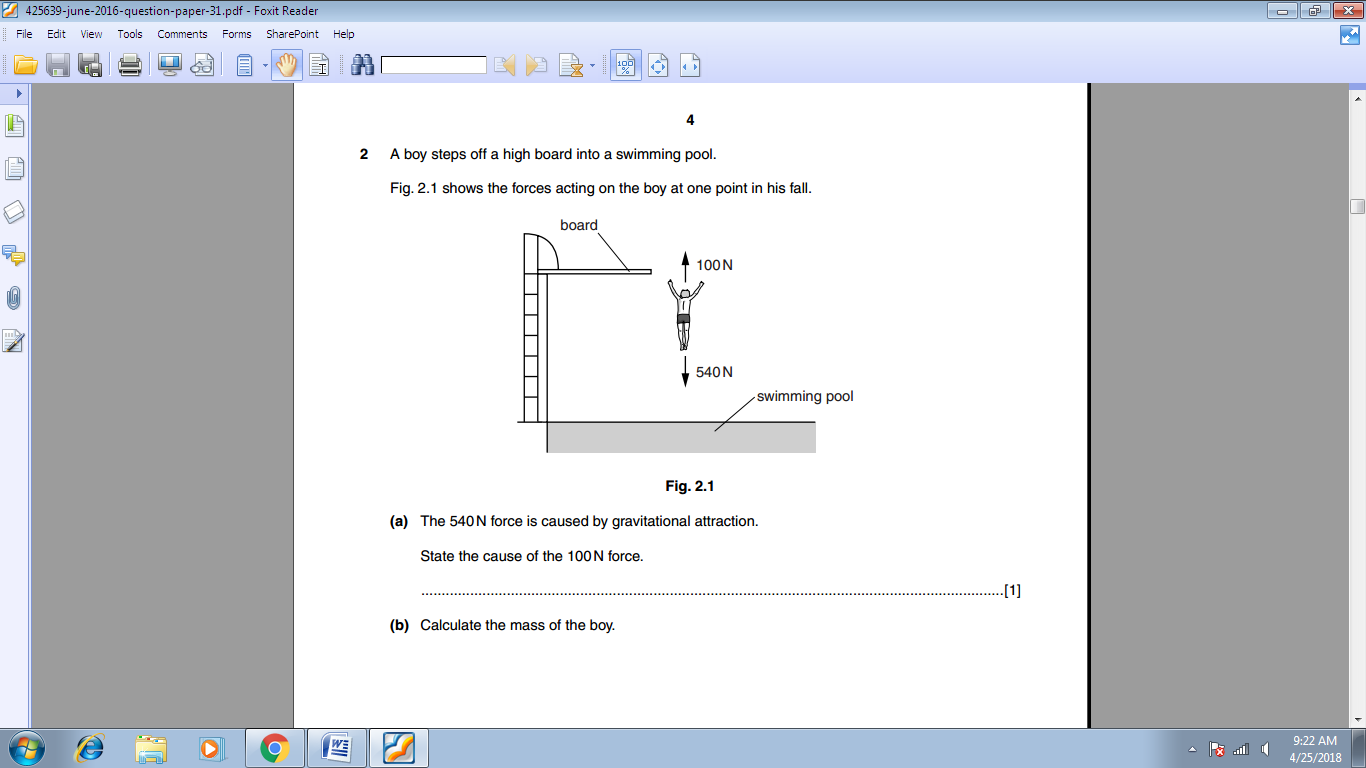 425639-june-2016-question-paper-31.pdf - Foxit Reader
File Edit View Tools Comments Forms SharePoint Help
4
2 A boy steps off a high board into a swimming pool.
Fig. 2.1 shows the forces acting on the boy at one point in his fall.
board
100 N
540 N
swimming pool
Fig. 2.1
(a) The 540 N force is caused by gravitational attraction.
State the cause of the 100 N force.
..........................................................................................................................................[1]
(b) Calculate the mass of the boy.
9:22 AM
4/25/2018